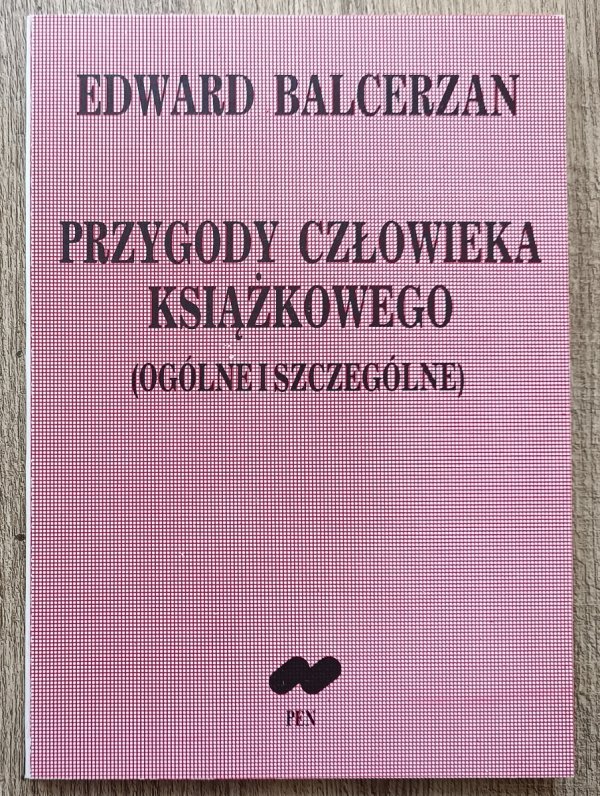 EDWARD BALCERZAN
PRZYGODY CZŁOWIEKA
KSIĄŻKOWEGO
(OGÓLNE I SZCZEGÓLNE)
PEN